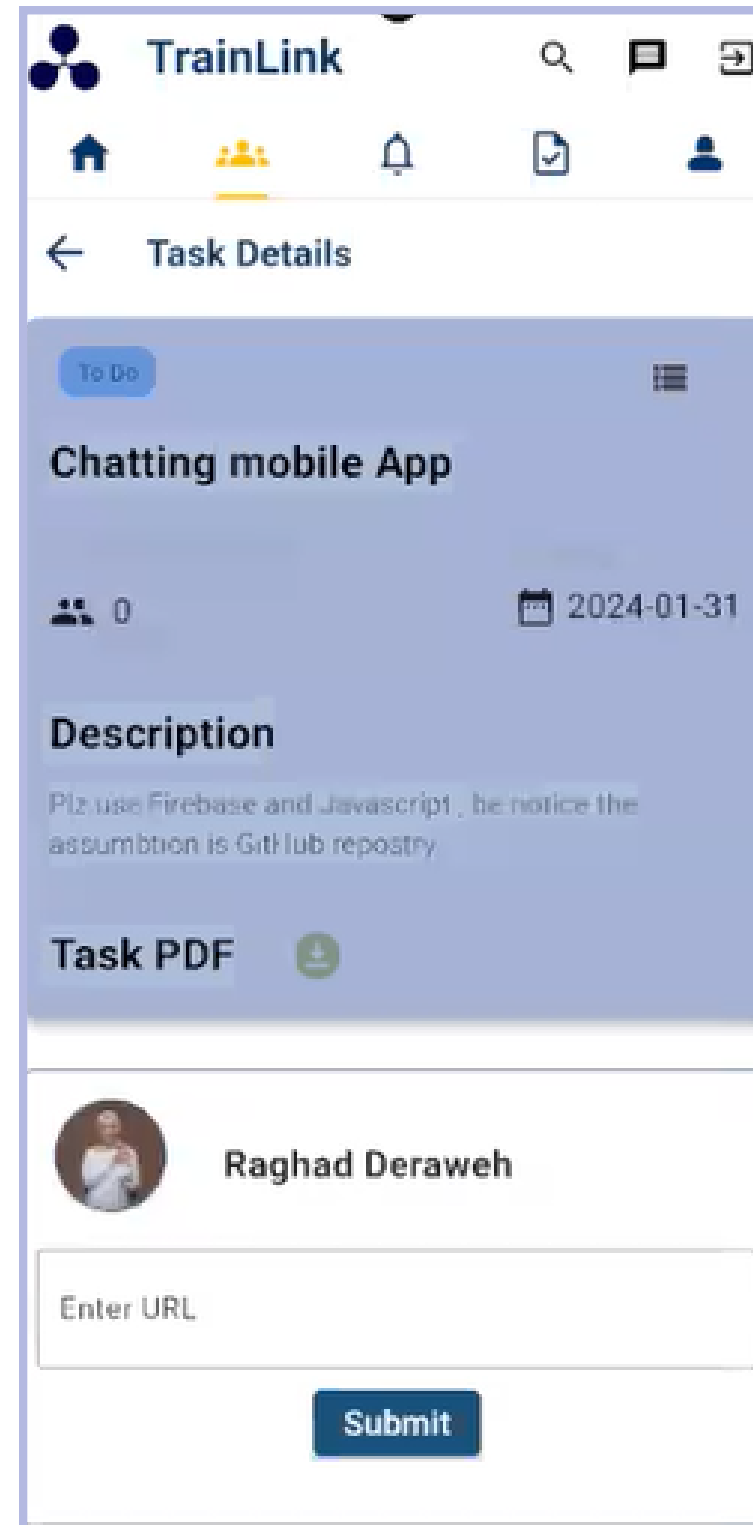 TrainLink
Task Details
To Do
Chatting mobile App
0
2024-01-31
Description
Plz use Firebase and Javascript , be notice the
assumbtion is GitHub repostry
Task PDF
Raghad Deraweh
Enter URL
Submit